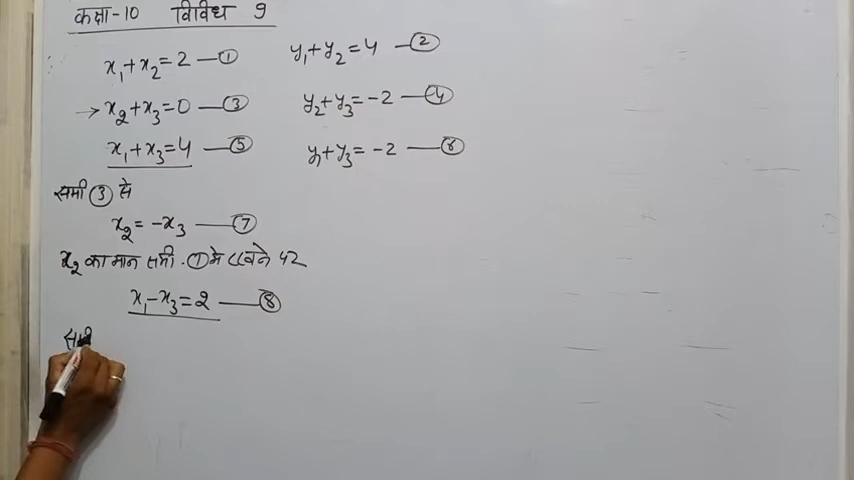 कक्षा-10 विविध 9
x₁+x₂=2 —① y₁+y₂=4 —②
→ x₂+x₃=0 —③ y₂+y₃=-2 —④
x₁+x₃=4 —⑤ y₁+y₃=-2 —⑥
समी ③ से
x₂=-x₃ —⑦
x₂ का मान समी. ① में रखने पर
x₁-x₃=2 —⑧
समी